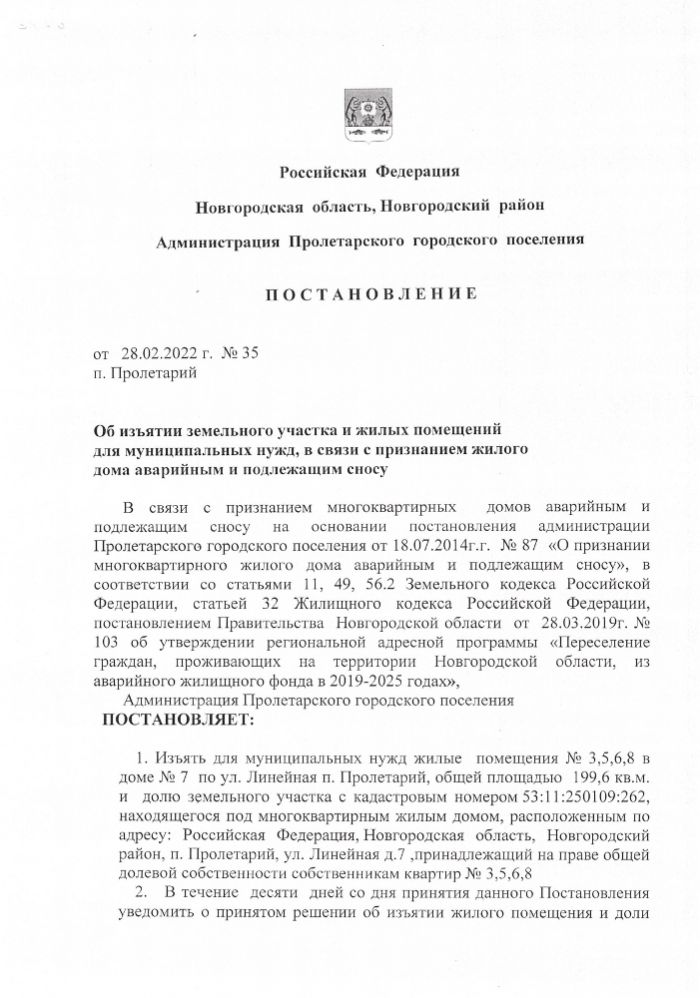 Российская Федерация
Новгородская область, Новгородский район
Администрация Пролетарского городского поселения
П О С Т А Н О В Л Е Н И Е
от 28.02.2022 г. № 35
п. Пролетарий
Об изъятии земельного участка и жилых помещений
для муниципальных нужд, в связи с признанием жилого
дома аварийным и подлежащим сносу
В связи с признанием многоквартирных домов аварийным и
подлежащим сносу на основании постановления администрации
Пролетарского городского поселения от 18.07.2014г.г. № 87 «О признании
многоквартирного жилого дома аварийным и подлежащим сносу», в
соответствии со статьями 11, 49, 56.2 Земельного кодекса Российской
Федерации, статьей 32 Жилищного кодекса Российской Федерации,
постановлением Правительства Новгородской области от 28.03.2019г. №
103 об утверждении региональной адресной программы «Переселение
граждан, проживающих на территории Новгородской области, из
аварийного жилищного фонда в 2019-2025 годах»,
Администрация Пролетарского городского поселения
ПОСТАНОВЛЯЕТ:
1. Изъять для муниципальных нужд жилые помещения № 3,5,6,8 в
доме № 7 по ул. Линейная п. Пролетарий, общей площадью 199,6 кв.м.
и долю земельного участка с кадастровым номером 53:11:250109:262,
находящегося под многоквартирным жилым домом, расположенным по
адресу: Российская Федерация, Новгородская область, Новгородский
район, п. Пролетарий, ул. Линейная д.7 ,принадлежащий на праве общей
долевой собственности собственникам квартир № 3,5,6,8
2. В течение десяти дней со дня принятия данного Постановления
уведомить о принятом решении об изъятии жилого помещения и доли